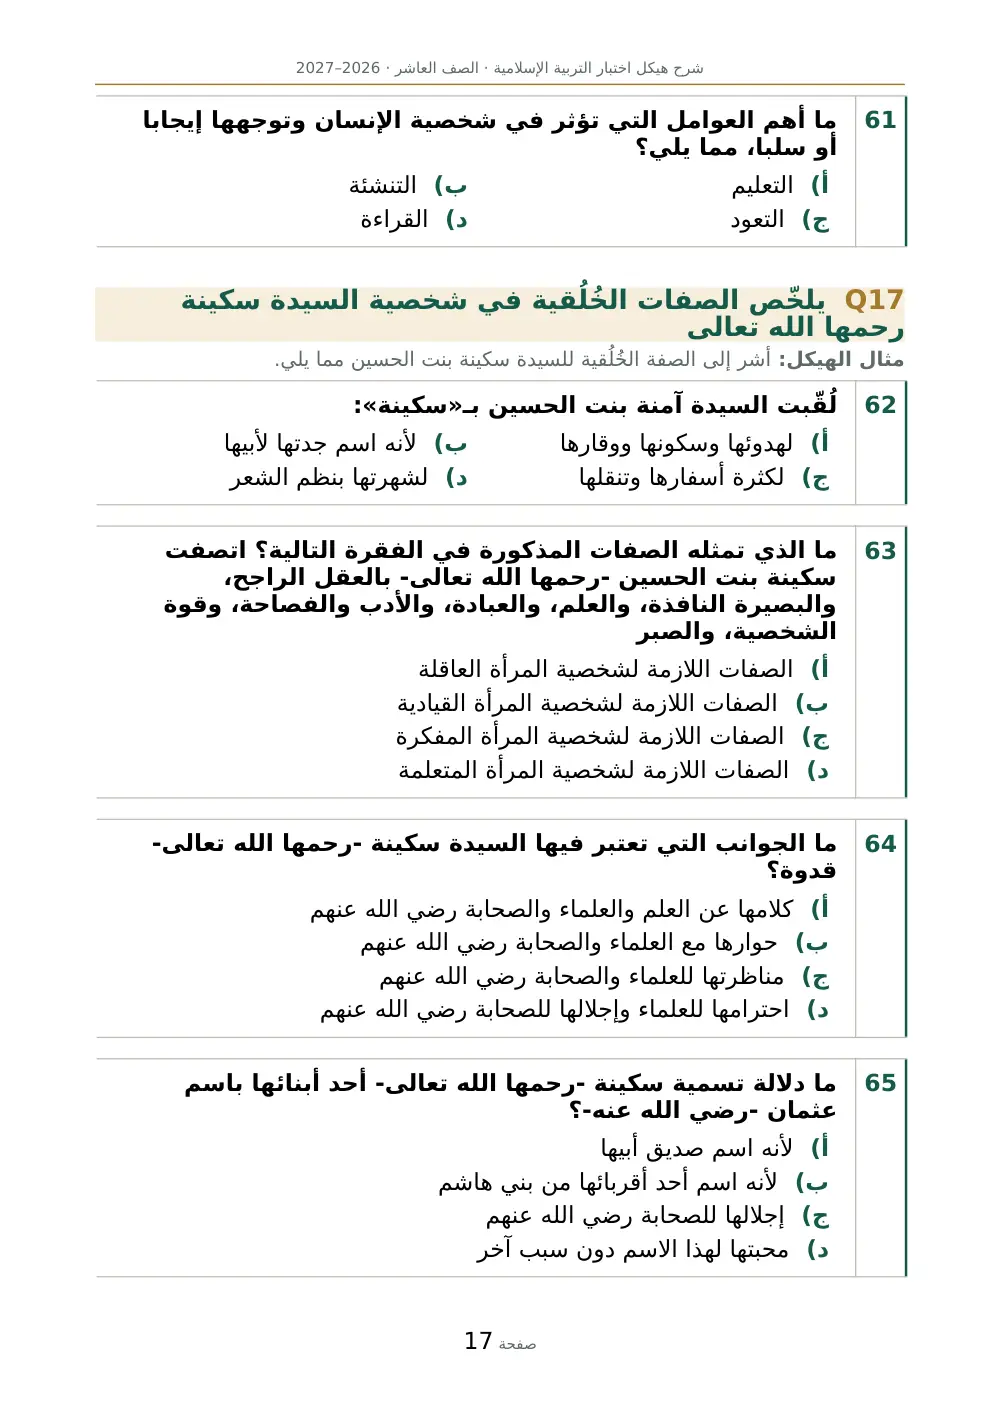 شرح هيكل اختبار التربية الإسلامية · الصف العاشر · 2026–2027
61
ما أهم العوامل التي تؤثر في شخصية الإنسان وتوجهها إيجابا
أو سلبا، مما يلي؟
أ) التعليم
ب) التنشئة
ج) التعود
د) القراءة
Q17 يلخّص الصفات الخُلُقية في شخصية السيدة سكينة
رحمها الله تعالى
مثال الهيكل: أشر إلى الصفة الخُلُقية للسيدة سكينة بنت الحسين مما يلي.
62
لُقّبت السيدة آمنة بنت الحسين بـ«سكينة»:
أ) لهدوئها وسكونها ووقارها
ب) لأنه اسم جدتها لأبيها
ج) لكثرة أسفارها وتنقلها
د) لشهرتها بنظم الشعر
63
ما الذي تمثله الصفات المذكورة في الفقرة التالية؟ اتصفت
سكينة بنت الحسين -رحمها الله تعالى- بالعقل الراجح،
والبصيرة النافذة، والعلم، والعبادة، والأدب والفصاحة، وقوة
الشخصية، والصبر
أ) الصفات اللازمة لشخصية المرأة العاقلة
ب) الصفات اللازمة لشخصية المرأة القيادية
ج) الصفات اللازمة لشخصية المرأة المفكرة
د) الصفات اللازمة لشخصية المرأة المتعلمة
64
ما الجوانب التي تعتبر فيها السيدة سكينة -رحمها الله تعالى-
قدوة؟
أ) كلامها عن العلم والعلماء والصحابة رضي الله عنهم
ب) حوارها مع العلماء والصحابة رضي الله عنهم
ج) مناظرتها للعلماء والصحابة رضي الله عنهم
د) احترامها للعلماء وإجلالها للصحابة رضي الله عنهم
65
ما دلالة تسمية سكينة -رحمها الله تعالى- أحد أبنائها باسم
عثمان -رضي الله عنه-؟
أ) لأنه اسم صديق أبيها
ب) لأنه اسم أحد أقربائها من بني هاشم
ج) إجلالها للصحابة رضي الله عنهم
د) محبتها لهذا الاسم دون سبب آخر
صفحة 17